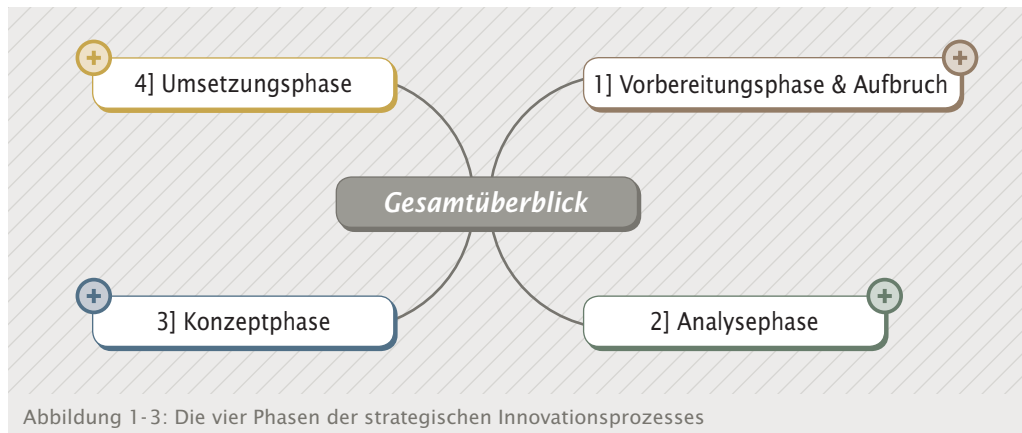 4] Umsetzungsphase
1] Vorbereitungsphase & Aufbruch
Gesamtüberblick
3] Konzeptphase
2] Analysephase
Abbildung 1-3: Die vier Phasen der strategischen Innovationsprozesses